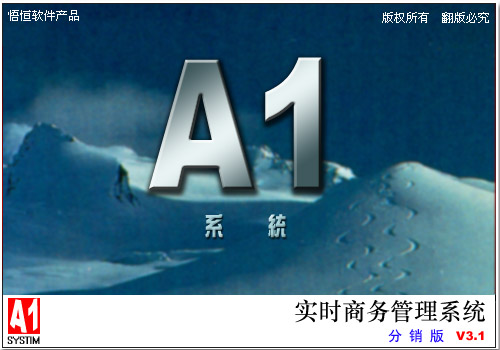 悟恒软件产品
版权所有 翻版必究
A1
系 統
A1
SYSTIM
实时商务管理系统
分 销 版 V3.1